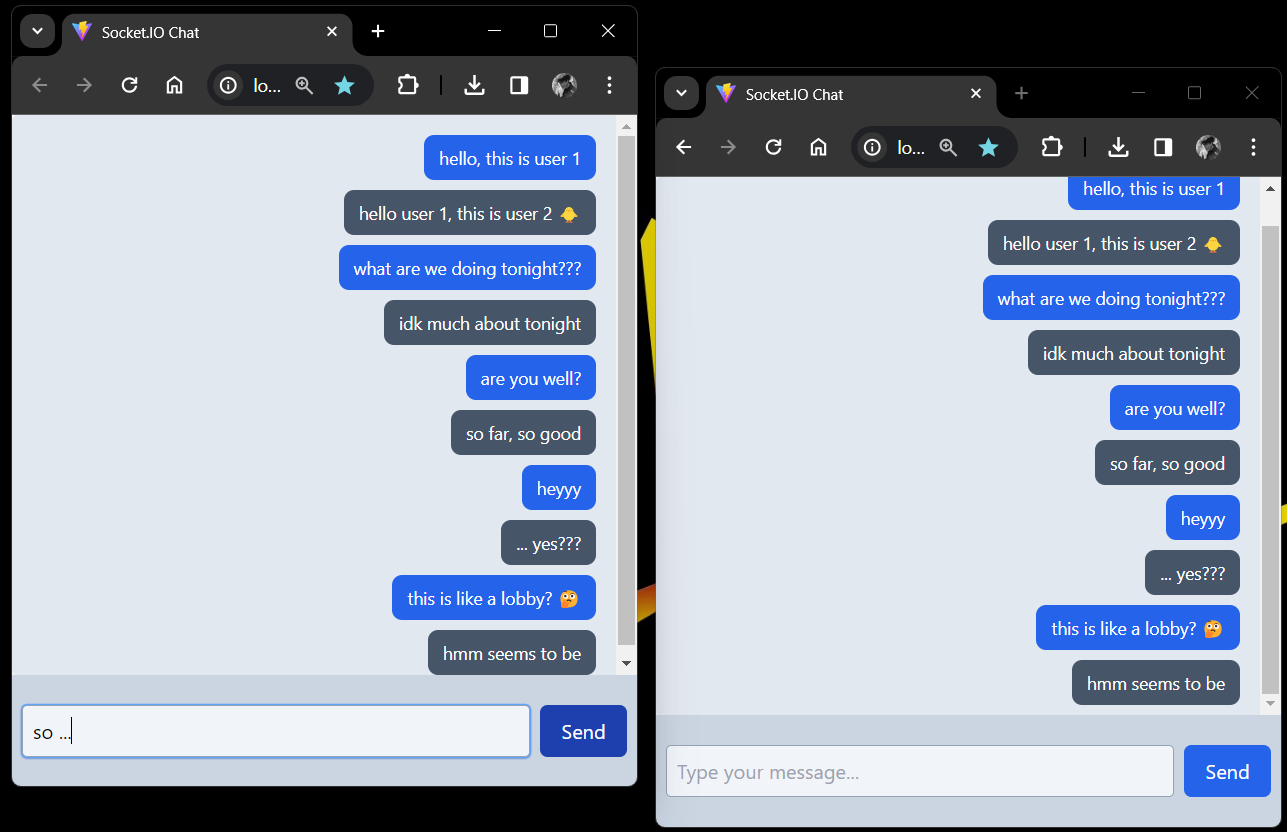 Socket.IO Chat
lo...
hello, this is user 1
hello user 1, this is user 2 🐥
what are we doing tonight???
idk much about tonight
are you well?
so far, so good
heyyy
... yes???
this is like a lobby? 🤔
hmm seems to be
so ...
Send
Socket.IO Chat
lo...
hello, this is user 1
hello user 1, this is user 2 🐥
what are we doing tonight???
idk much about tonight
are you well?
so far, so good
heyyy
... yes???
this is like a lobby? 🤔
hmm seems to be
Type your message...
Send